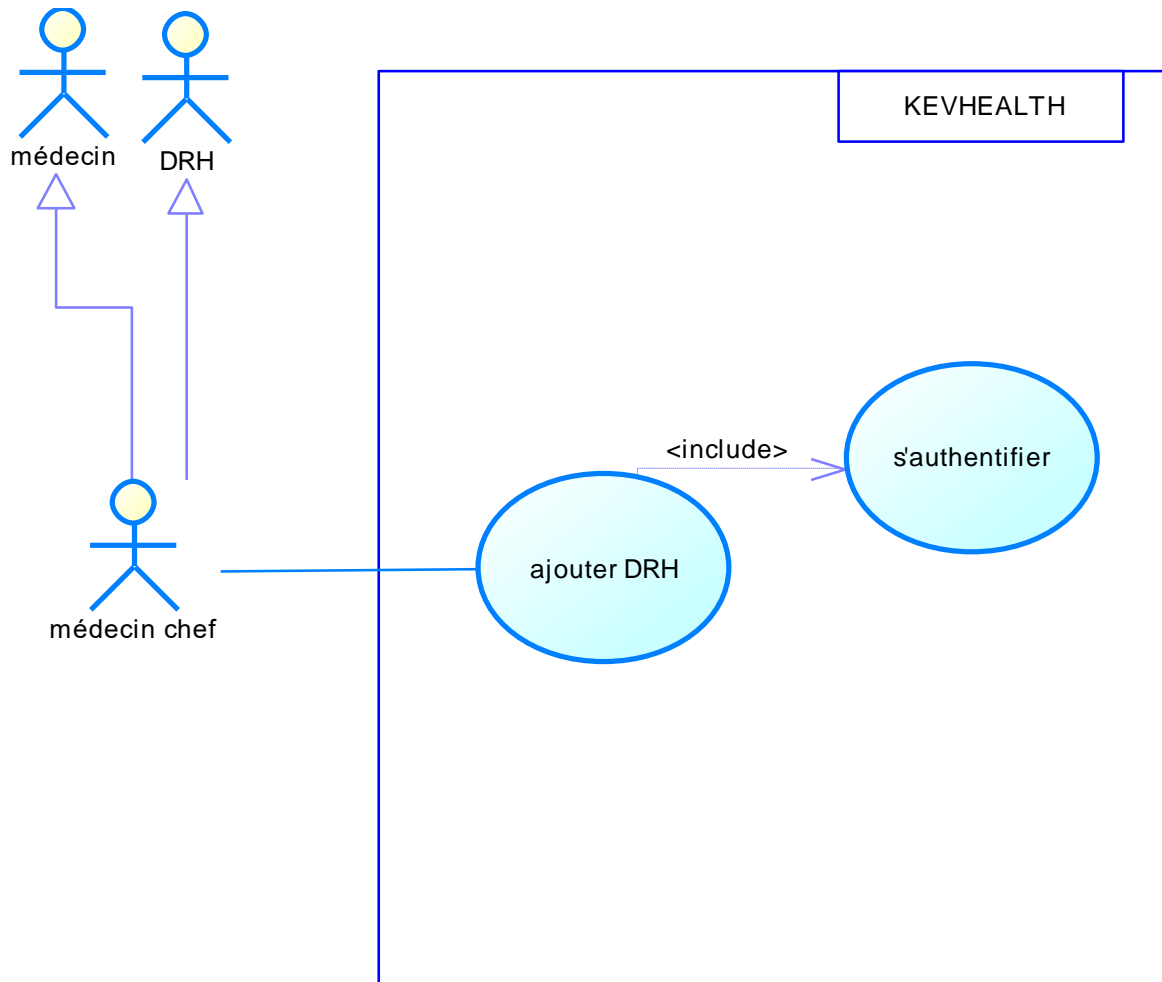 médecin
DRH
KEVHEALTH
<include>
s'authentifier
ajouter DRH
médecin chef